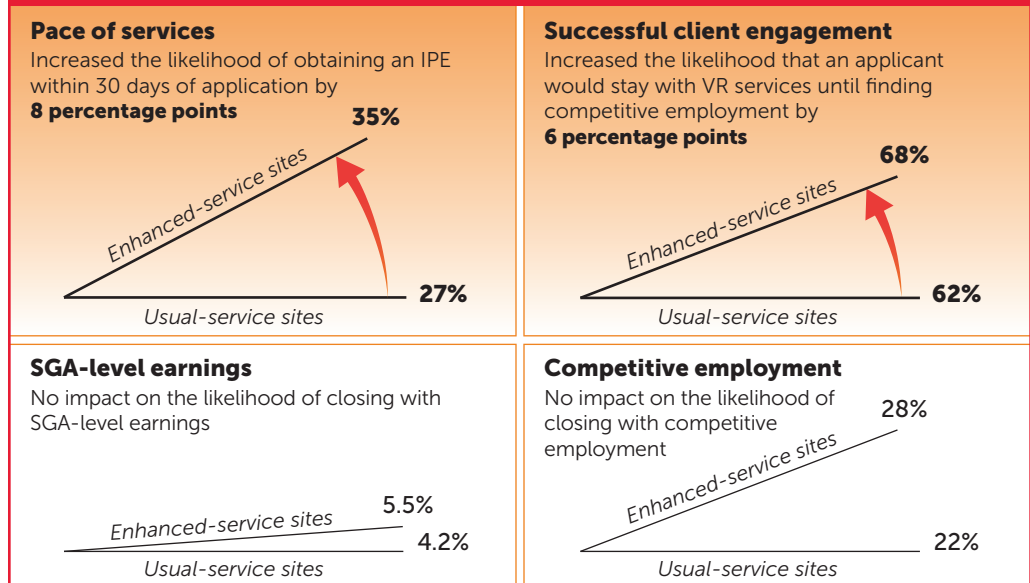 Pace of services
Increased the likelihood of obtaining an IPE
within 30 days of application by
8 percentage points
35%
Enhanced-service sites
27%
Usual-service sites
Successful client engagement
Increased the likelihood that an applicant
would stay with VR services until finding
competitive employment by
6 percentage points
68%
Enhanced-service sites
62%
Usual-service sites
SGA-level earnings
No impact on the likelihood of closing with
SGA-level earnings
5.5%
Enhanced-service sites
4.2%
Usual-service sites
Competitive employment
No impact on the likelihood of
closing with competitive
employment
28%
Enhanced-service sites
22%
Usual-service sites